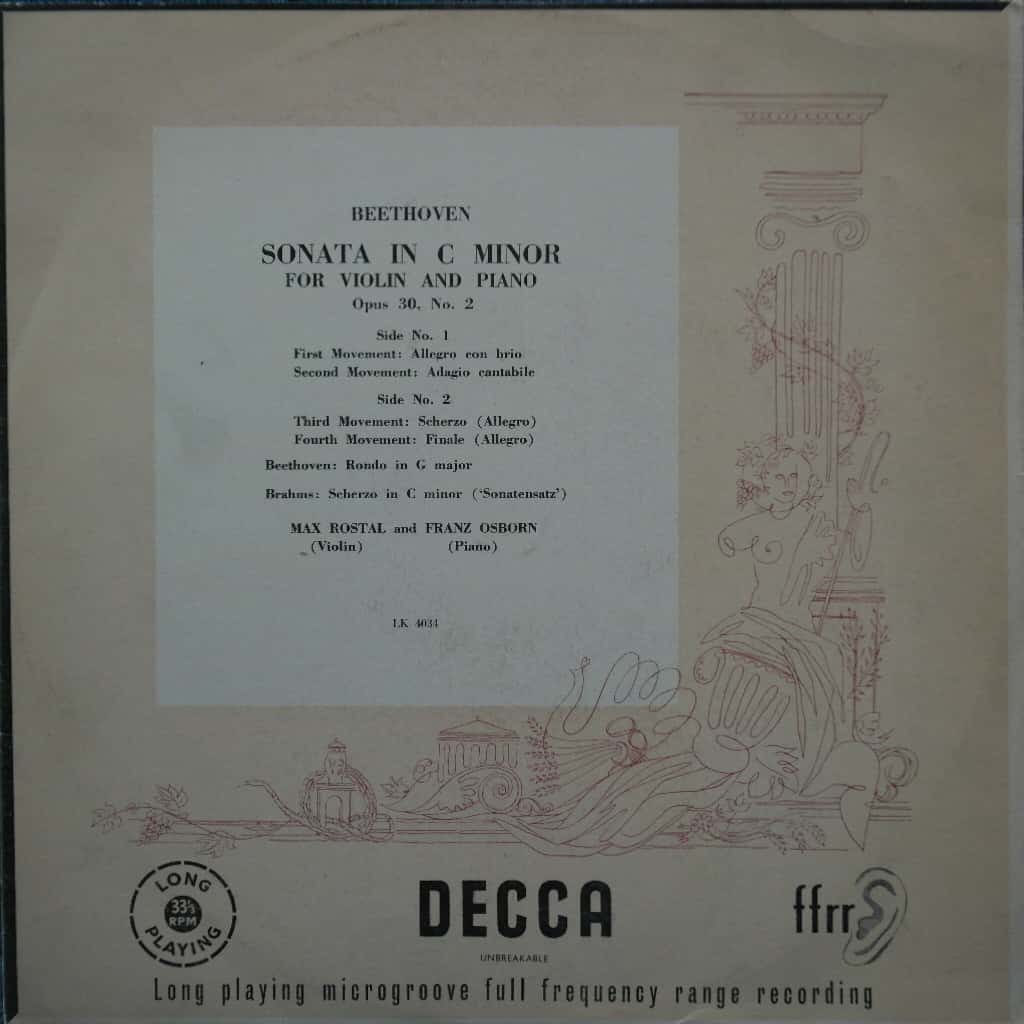 BEETHOVEN
SONATA IN C MINOR
FOR VIOLIN AND PIANO
Opus 30, No. 2
Side No. 1
First Movement: Allegro con brio
Second Movement: Adagio cantabile
Side No. 2
Third Movement: Scherzo (Allegro)
Fourth Movement: Finale (Allegro)
Beethoven: Rondo in G major
Brahms: Scherzo in C minor ('Sonatensatz')
MAX ROSTAL and FRANZ OSBORN
(Violin) (Piano)
LK 4034
LONG
33⅓
RPM
PLAYING
DECCA
UNBREAKABLE
ffrr
Long playing microgroove full frequency range recording